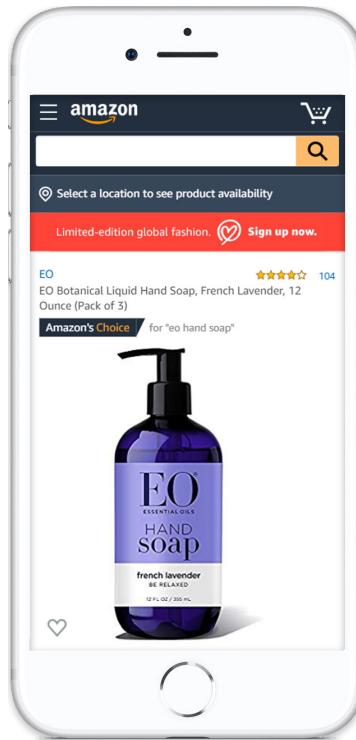 amazon
Select a location to see product availability
Limited-edition global fashion. Sign up now.
EO 104
EO Botanical Liquid Hand Soap, French Lavender, 12
Ounce (Pack of 3)
Amazon's Choice for "eo hand soap"
EO®
ESSENTIAL OILS
HAND
soap
french lavender
BE RELAXED
12 FL OZ / 355 mL